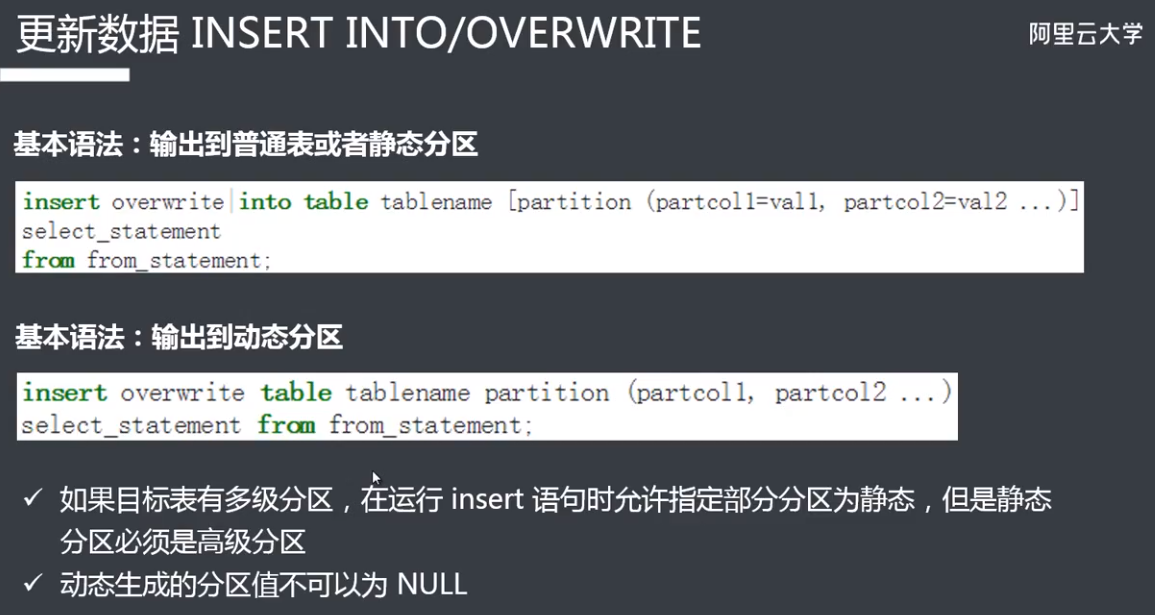 更新数据 INSERT INTO/OVERWRITE
阿里云大学
基本语法：输出到普通表或者静态分区
insert overwrite|into table tablename [partition (partcol1=val1, partcol2=val2 ...)]
select_statement
from from_statement;
基本语法：输出到动态分区
insert overwrite table tablename partition (partcol1, partcol2 ...)
select_statement from from_statement;
✓ 如果目标表有多级分区，在运行 insert 语句时允许指定部分分区为静态，但是静态
分区必须是高级分区
✓ 动态生成的分区值不可以为 NULL